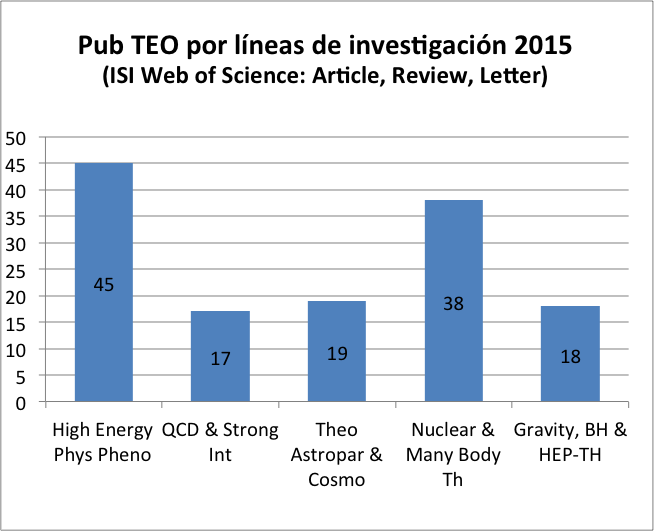 Pub TEO por líneas de investigación 2015
(ISI Web of Science: Article, Review, Letter)
50
45
40
35
30
25
20
15
10
5
0
45
17
19
38
18
High Energy
Phys Pheno
QCD & Strong
Int
Theo
Astropar &
Cosmo
Nuclear &
Many Body
Th
Gravity, BH &
HEP-TH